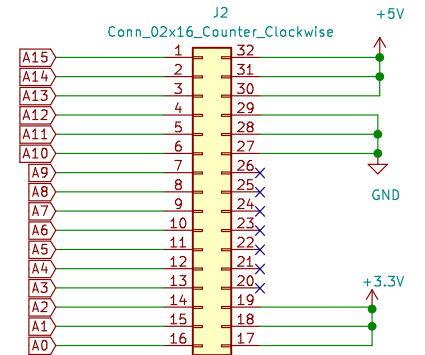 J2
+5V
Conn_02x16_Counter_Clockwise
A15 1 32
A14 2 31
A13 3 30
A12 4 29
A11 5 28
A10 6 27
A9 7 26
A8 8 25
GND
A7 9 24
A6 10 23
A5 11 22
A4 12 21
+3.3V
A3 13 20
A2 14 19
A1 15 18
A0 16 17